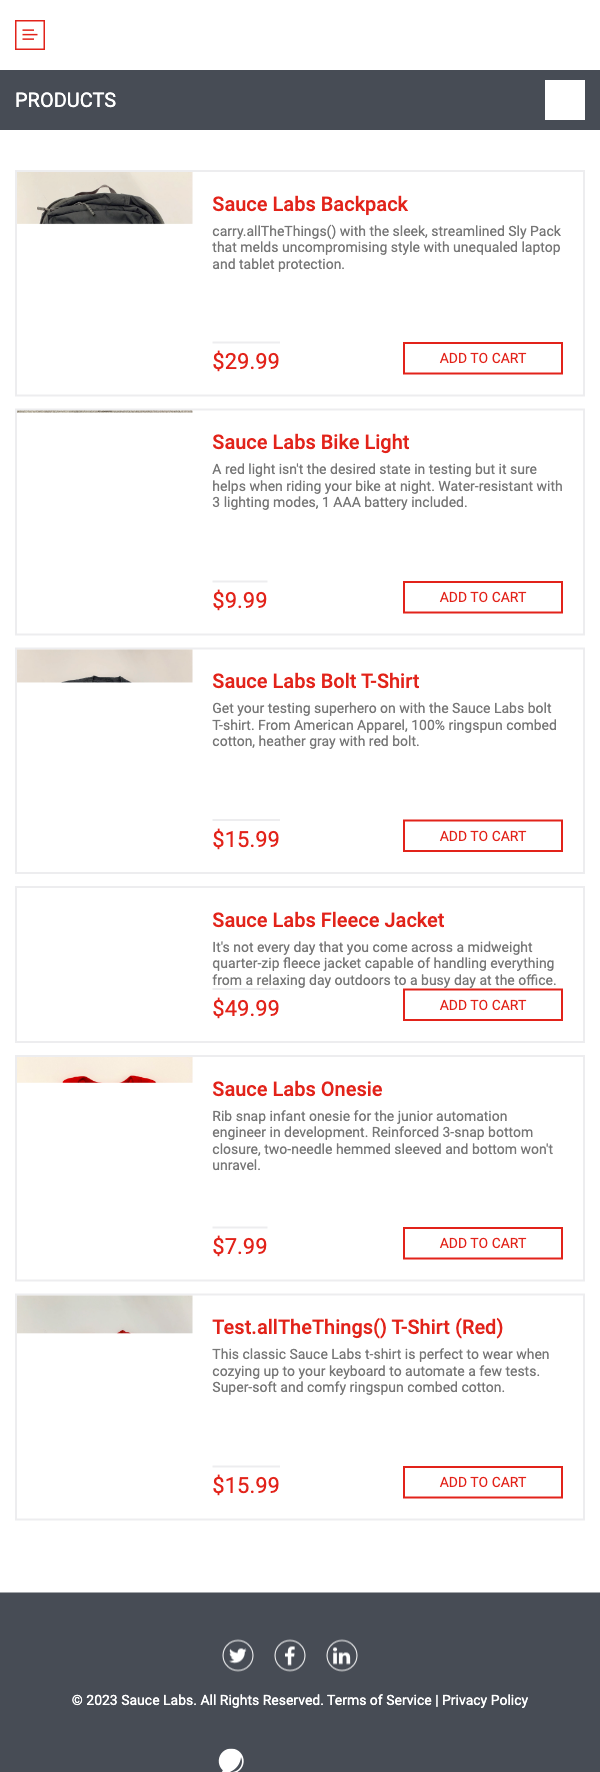 PRODUCTS
Sauce Labs Backpack
carry.allTheThings() with the sleek, streamlined Sly Pack
that melds uncompromising style with unequaled laptop
and tablet protection.
$29.99
ADD TO CART
Sauce Labs Bike Light
A red light isn't the desired state in testing but it sure
helps when riding your bike at night. Water-resistant with
3 lighting modes, 1 AAA battery included.
$9.99
ADD TO CART
Sauce Labs Bolt T-Shirt
Get your testing superhero on with the Sauce Labs bolt
T-shirt. From American Apparel, 100% ringspun combed
cotton, heather gray with red bolt.
$15.99
ADD TO CART
Sauce Labs Fleece Jacket
It's not every day that you come across a midweight
quarter-zip fleece jacket capable of handling everything
from a relaxing day outdoors to a busy day at the office.
$49.99
ADD TO CART
Sauce Labs Onesie
Rib snap infant onesie for the junior automation
engineer in development. Reinforced 3-snap bottom
closure, two-needle hemmed sleeved and bottom won't
unravel.
$7.99
ADD TO CART
Test.allTheThings() T-Shirt (Red)
This classic Sauce Labs t-shirt is perfect to wear when
cozying up to your keyboard to automate a few tests.
Super-soft and comfy ringspun combed cotton.
$15.99
ADD TO CART
© 2023 Sauce Labs. All Rights Reserved. Terms of Service | Privacy Policy